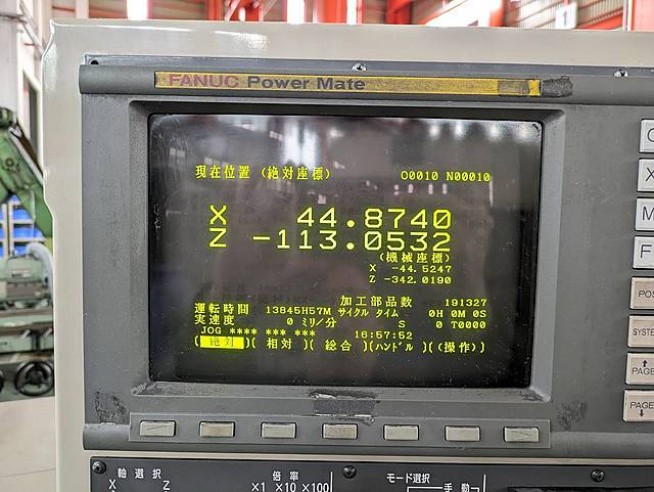 FANUC Power Mate
現在位置 (絶対座標) O0010 N00010
X 44.8740
Z -113.0532
(機械座標)
X -44.5247
Z -342.0190
加工部品数 191327
運転時間 13845H57M サイクル タイム 0H 0M 0S
実速度 0 ミリ/分 S 0 T0000
JOG **** *** *** 16:57:52
[ 絶対 ][ 相対 ][ 総合 ][ハンドル][(操作)]
POS
SYSTE
↑
PAGE
PAGE
↓
軸選択 倍率 モード選択
X Z X1 X10 X100 手動